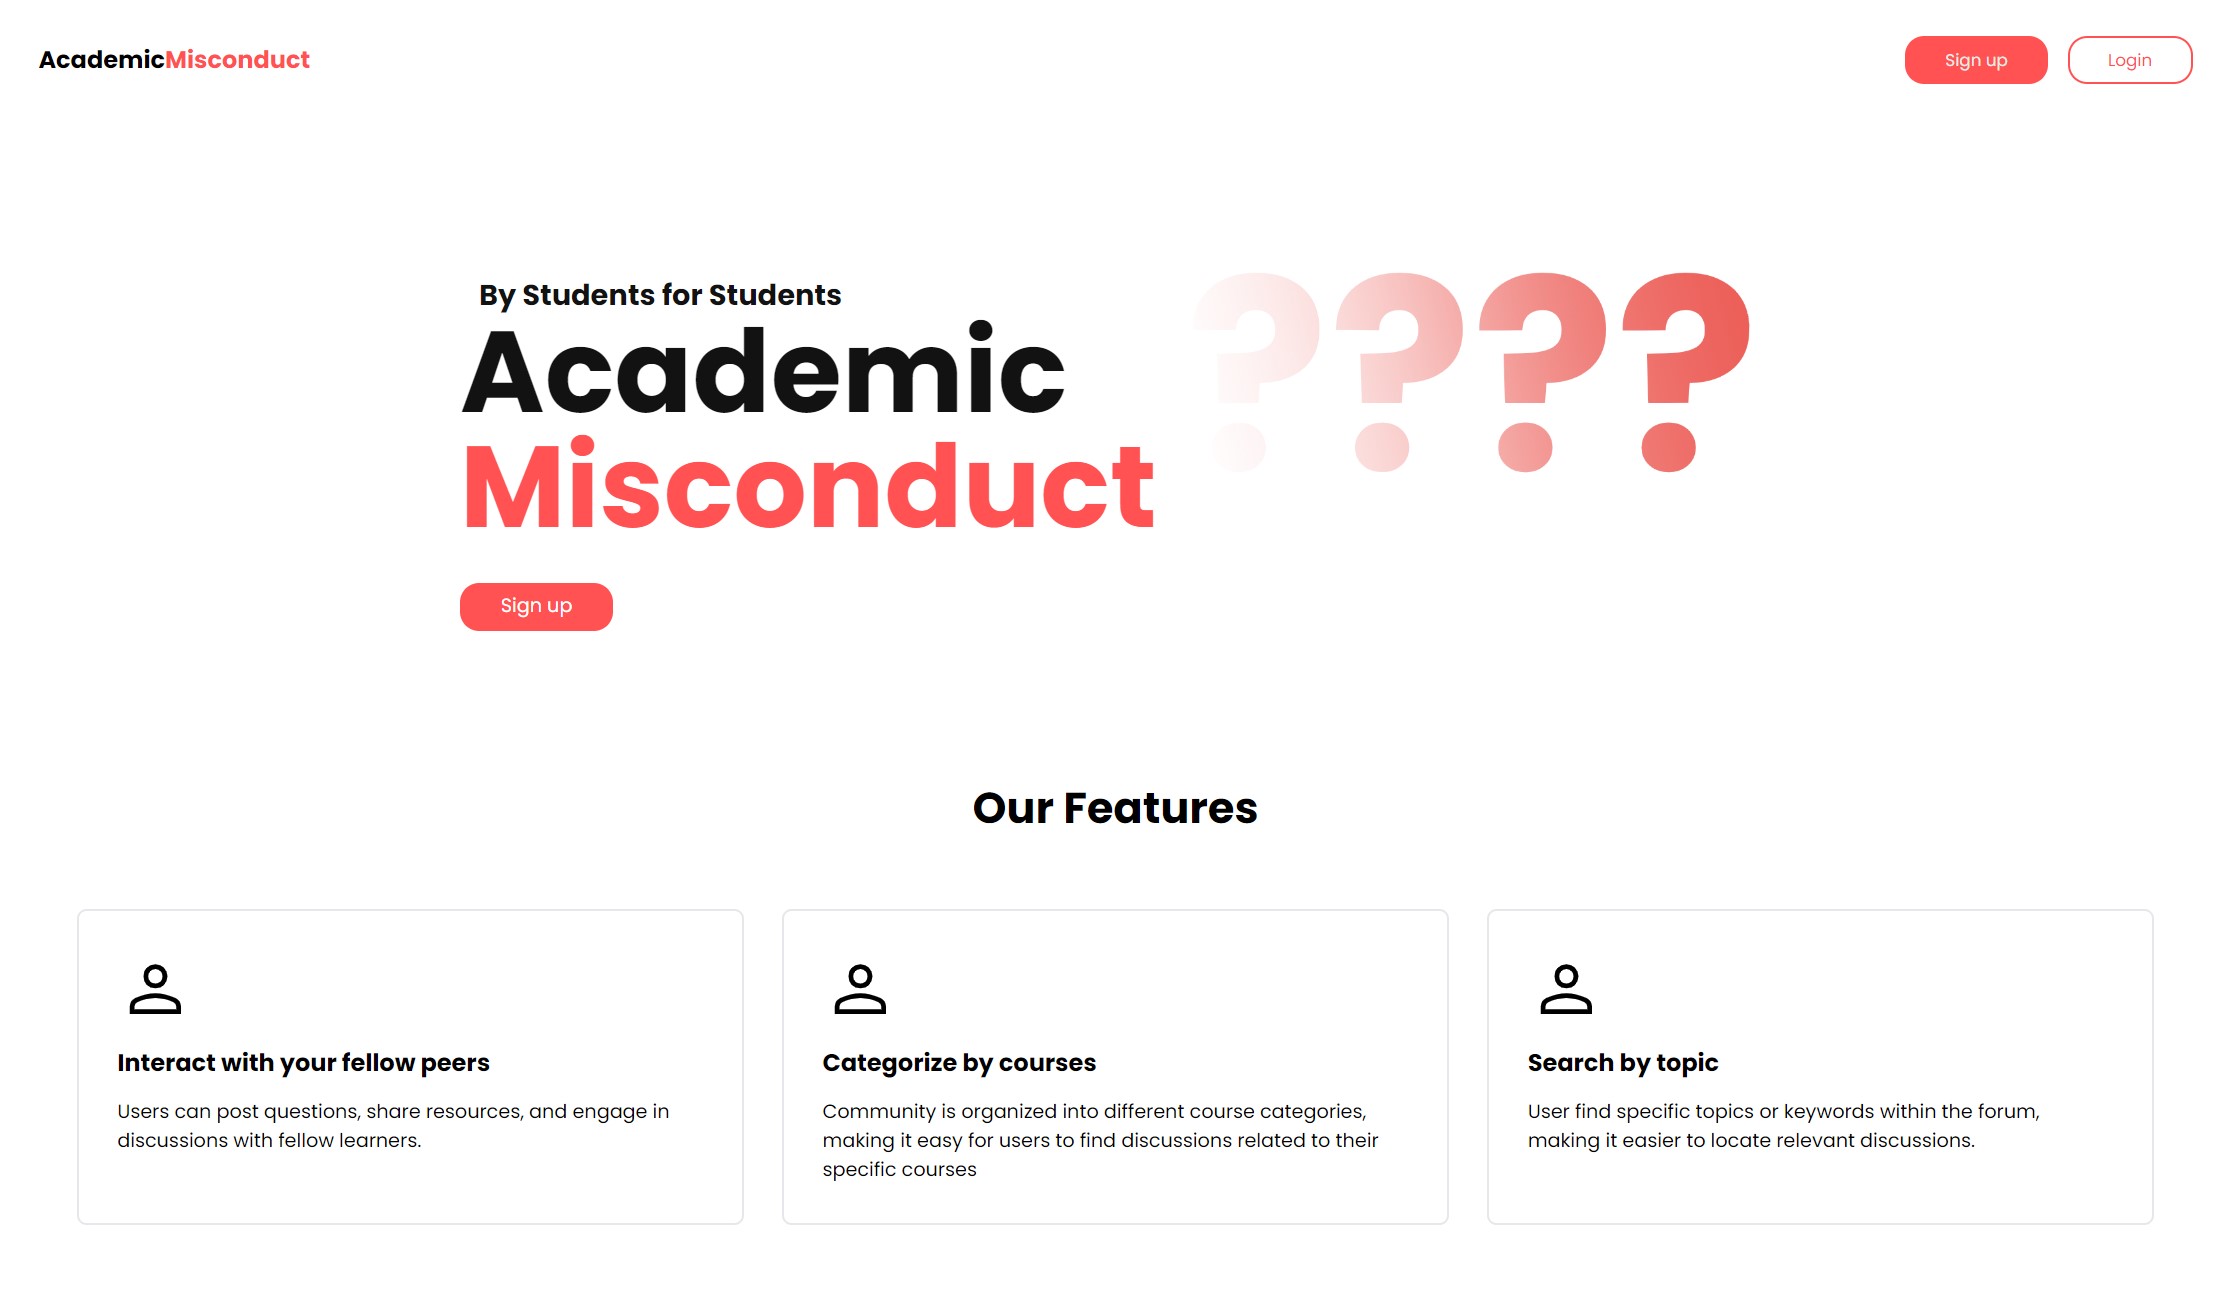 AcademicMisconduct
Sign up
Login
By Students for Students
????
Academic
Misconduct
Sign up
Our Features
Interact with your fellow peers
Users can post questions, share resources, and engage in
discussions with fellow learners.
Categorize by courses
Community is organized into different course categories,
making it easy for users to find discussions related to their
specific courses
Search by topic
User find specific topics or keywords within the forum,
making it easier to locate relevant discussions.